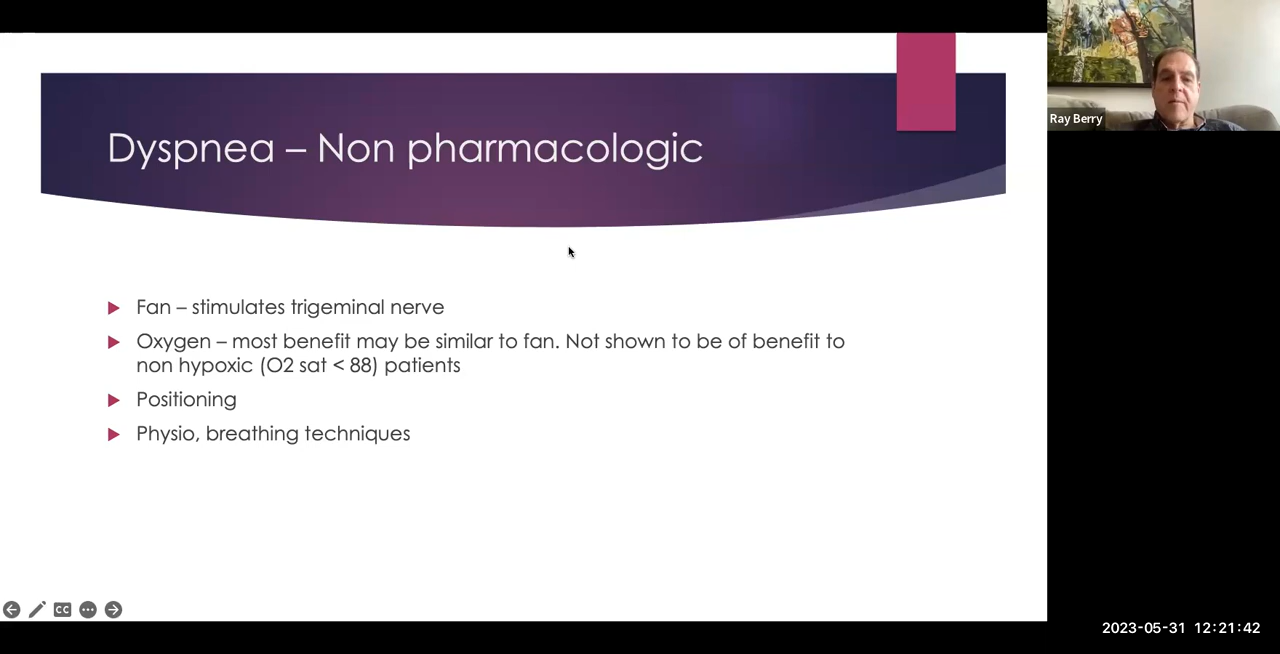 Dyspnea – Non pharmacologic
Fan – stimulates trigeminal nerve
Oxygen – most benefit may be similar to fan. Not shown to be of benefit to
non hypoxic (O2 sat < 88) patients
Positioning
Physio, breathing techniques
Ray Berry
CC
2023-05-31 12:21:42